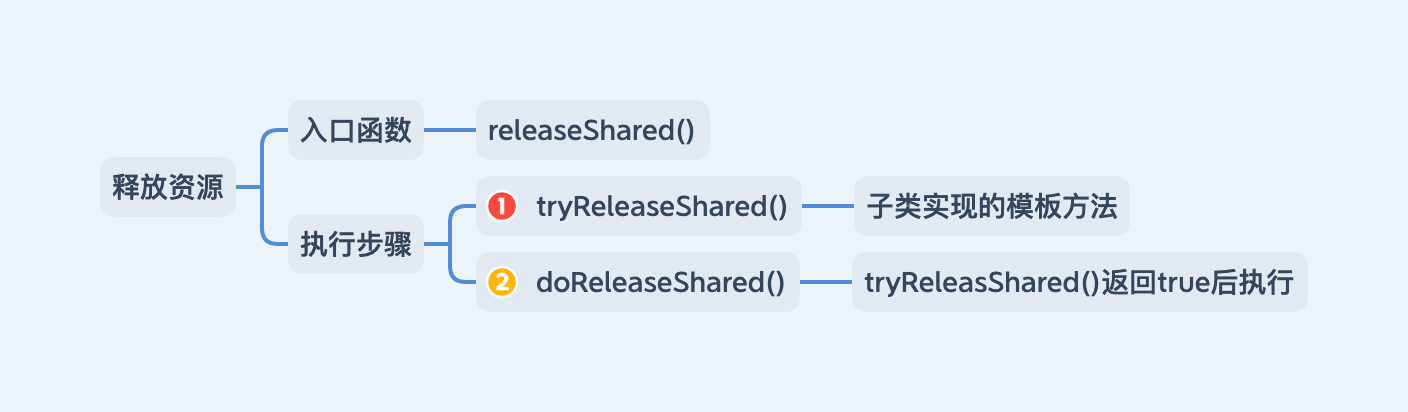 释放资源
入口函数
releaseShared()
执行步骤
1 tryReleaseShared()
子类实现的模板方法
2 doReleaseShared()
tryReleasShared()返回true后执行